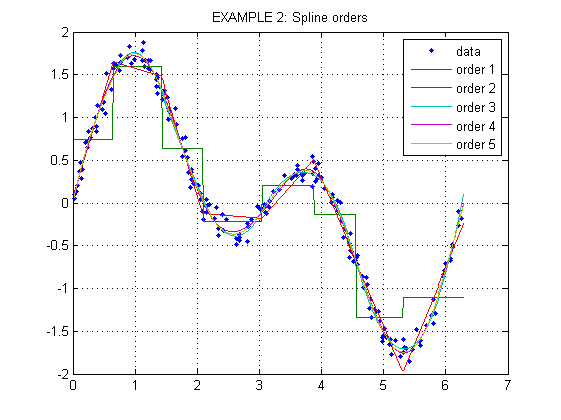 EXAMPLE 2: Spline orders
2
1.5
1
0.5
0
-0.5
-1
-1.5
-2
0 1 2 3 4 5 6 7
data
order 1
order 2
order 3
order 4
order 5